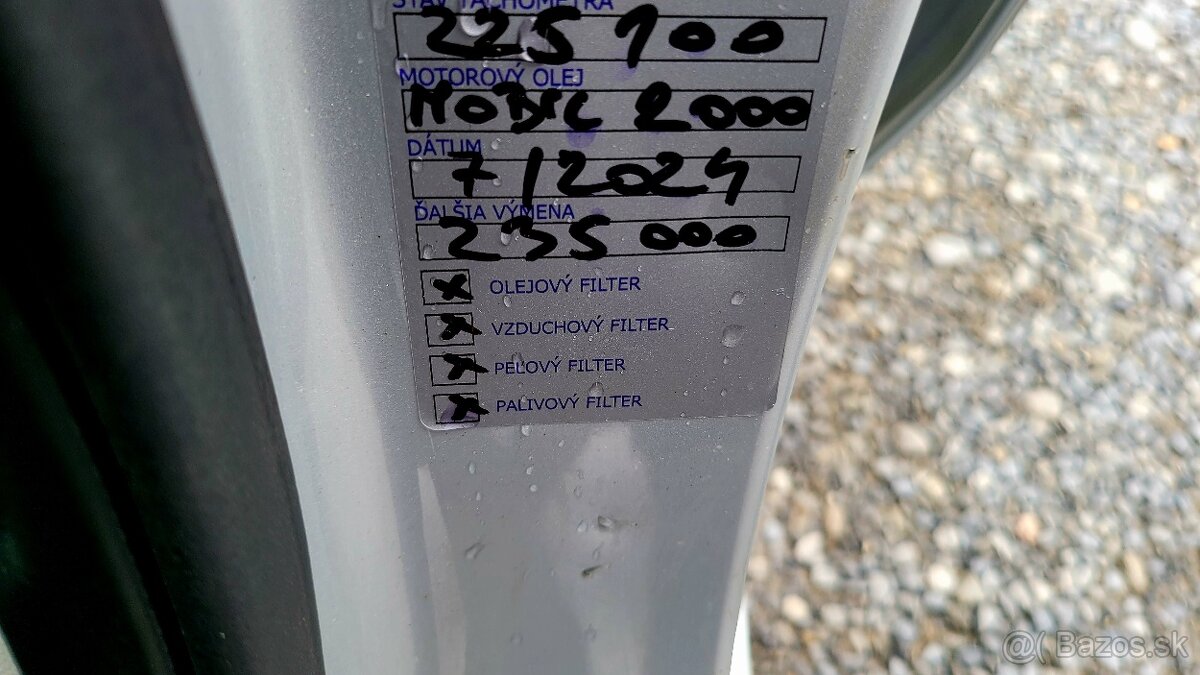 STAV TACHOMETRA
225 100
MOTOROVÝ OLEJ
MOBIL 2000
DÁTUM
7/2024
ĎALŠIA VÝMENA
235 000
x OLEJOVÝ FILTER
x VZDUCHOVÝ FILTER
x PEĽOVÝ FILTER
x PALIVOVÝ FILTER
@( Bazos.sk